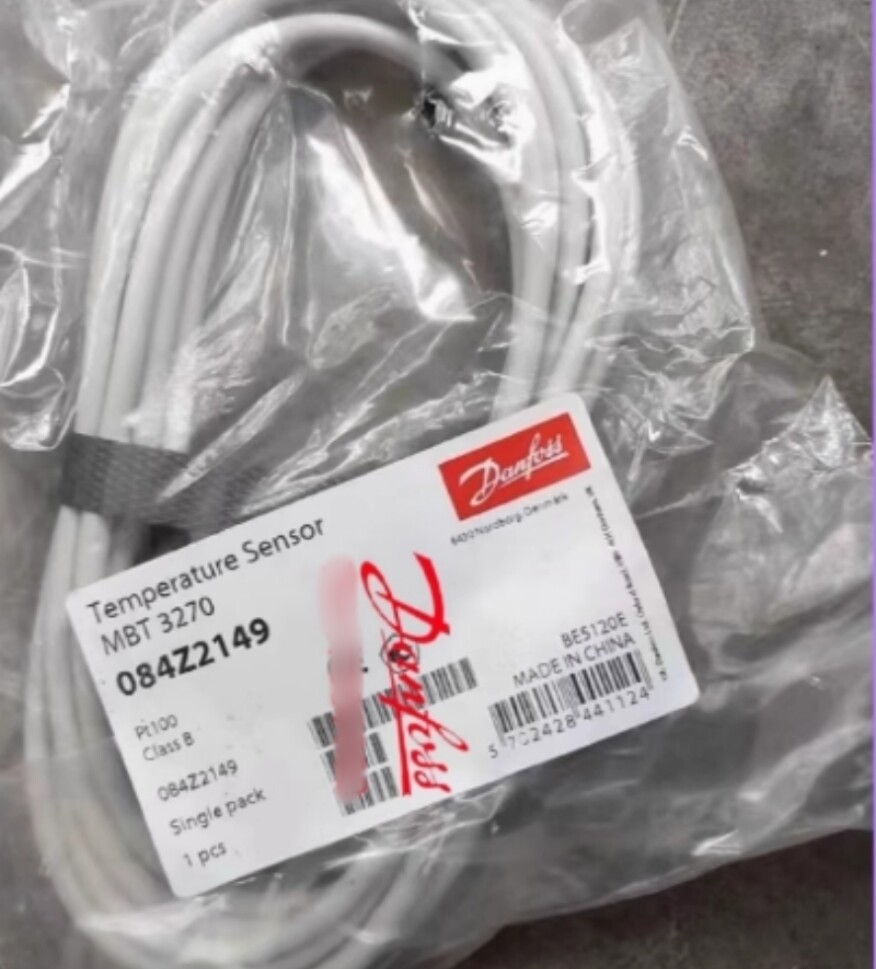 Danfoss
6430 Nordborg, Denmark
Temperature Sensor
MBT 3270
084Z2149
Pt100
Class B
084Z2149
Single pack
1 pcs
Danfoss
BE5120E
MADE IN CHINA
5 702428 441124